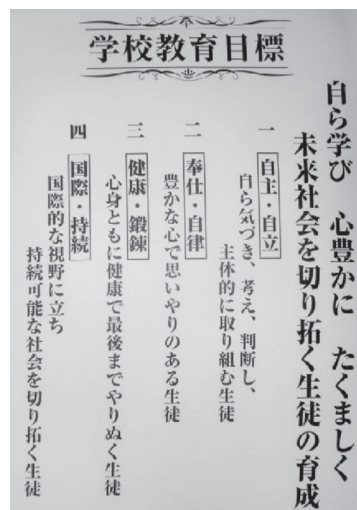 学校教育目標
自ら学び　心豊かに　たくましく
未来社会を切り拓く生徒の育成
一　自主・自立
自ら気づき、考え、判断し、
主体的に取り組む生徒
二　奉仕・自律
豊かな心で思いやりのある生徒
三　健康・鍛錬
心身ともに健康で最後までやりぬく生徒
四　国際・持続
国際的な視野に立ち
持続可能な社会を切り拓く生徒